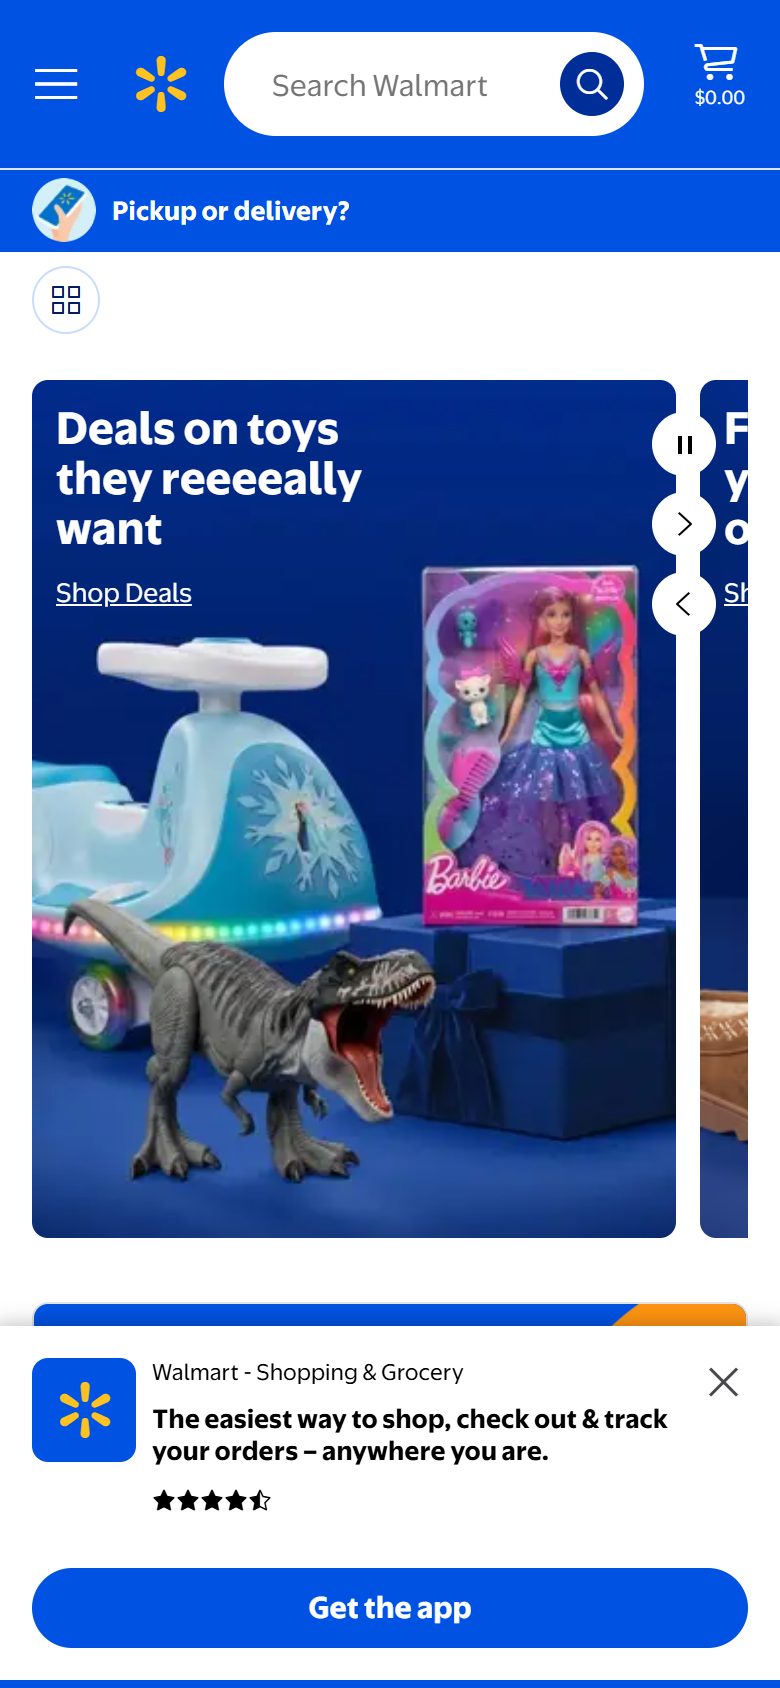 Search Walmart
$0.00
Pickup or delivery?
Deals on toys
they reeeeally
want
Shop Deals
F
y
o
Sh
Barbie
Walmart - Shopping & Grocery
The easiest way to shop, check out & track
your orders – anywhere you are.
Get the app